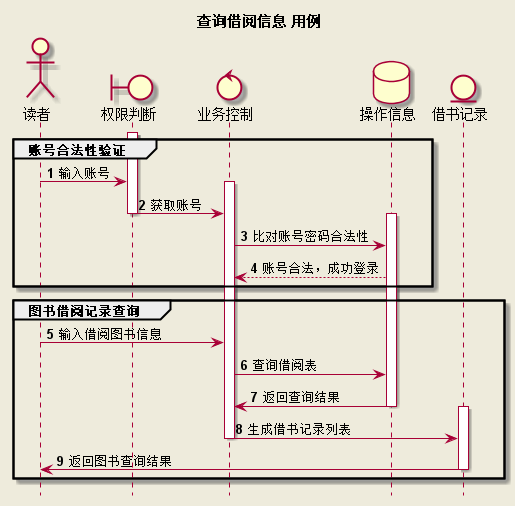 查询借阅信息 用例
读者 权限判断 业务控制 操作信息 借书记录
账号合法性验证
1 输入账号
2 获取账号
3 比对账号密码合法性
4 账号合法，成功登录
图书借阅记录查询
5 输入借阅图书信息
6 查询借阅表
7 返回查询结果
8 生成借书记录列表
9 返回图书查询结果